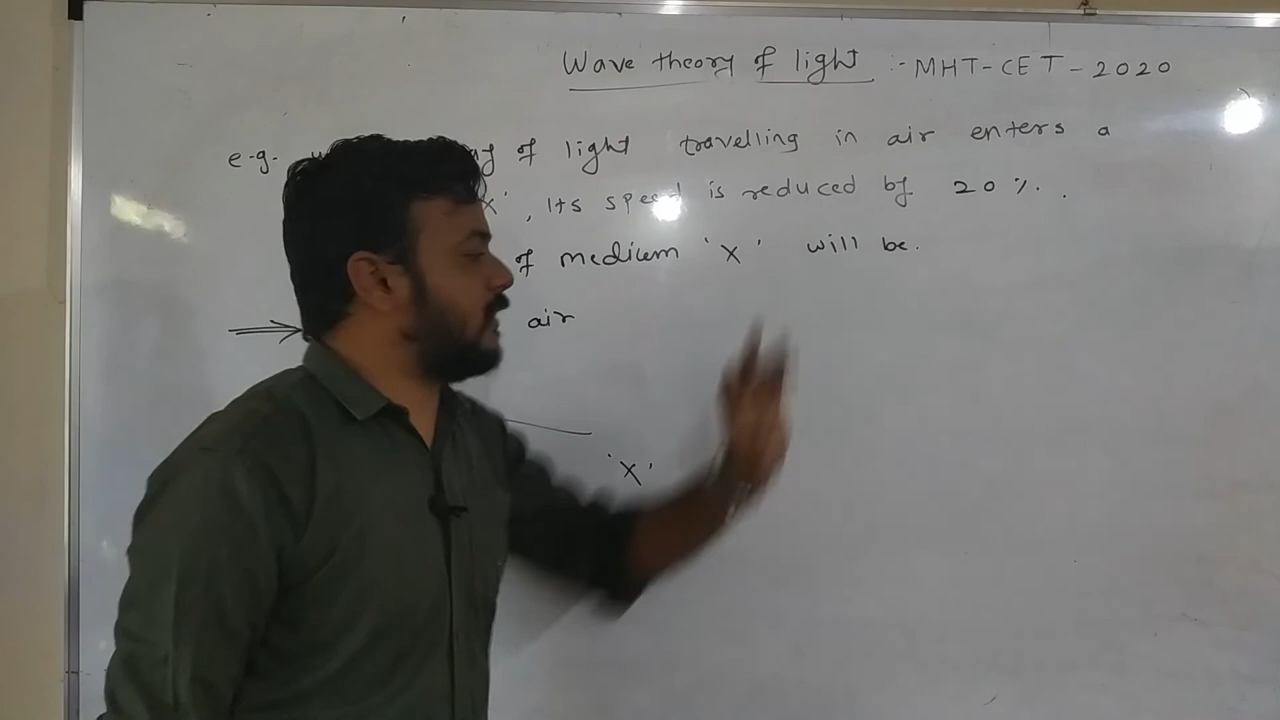 Wave theory of light :- MHT-CET-2020
e.g. of light travelling in air enters a
X', Its speed is reduced by 20%.
of medium 'X' will be.
⇒ air
'X'